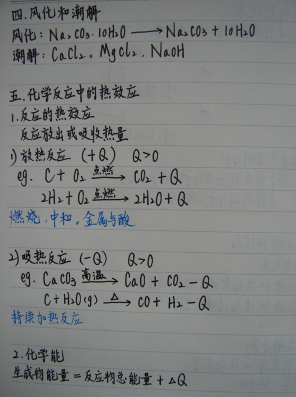 四.风化和潮解
风化: Na₂CO₃·10H₂O ⟶ Na₂CO₃ + 10H₂O
潮解: CaCl₂、MgCl₂、NaOH
五.化学反应中的热效应
1.反应的热效应
反应放出或吸收热量
1) 放热反应 (+Q) Q>0
eg. C + O₂ 点燃⟶ CO₂ + Q
2H₂ + O₂ 点燃⟶ 2H₂O + Q
燃烧,中和,金属与酸
2) 吸热反应 (-Q) Q>0
eg. CaCO₃ 高温⟶ CaO + CO₂ - Q
C + H₂O(g) △⟶ CO + H₂ - Q
持续加热反应
2.化学能
生成物能量 = 反应物总能量 + △Q